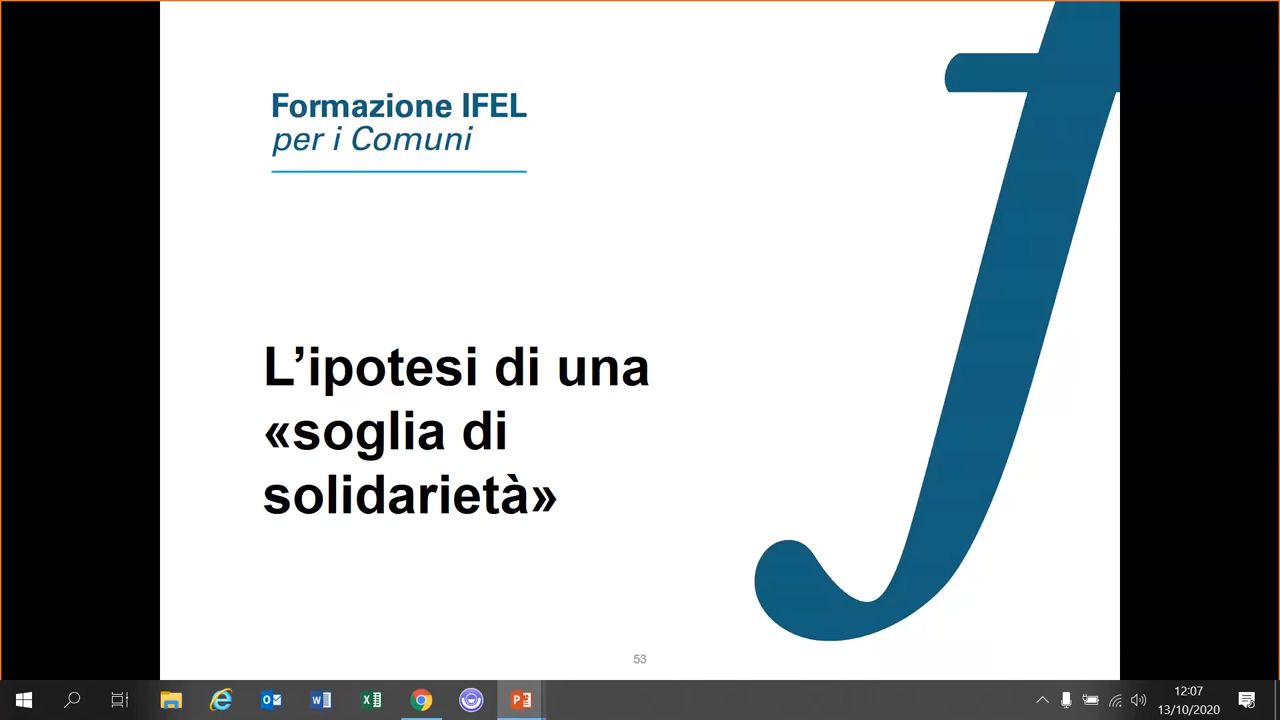 Formazione IFEL
per i Comuni
L’ipotesi di una
«soglia di
solidarietà»
53
12:07
13/10/2020